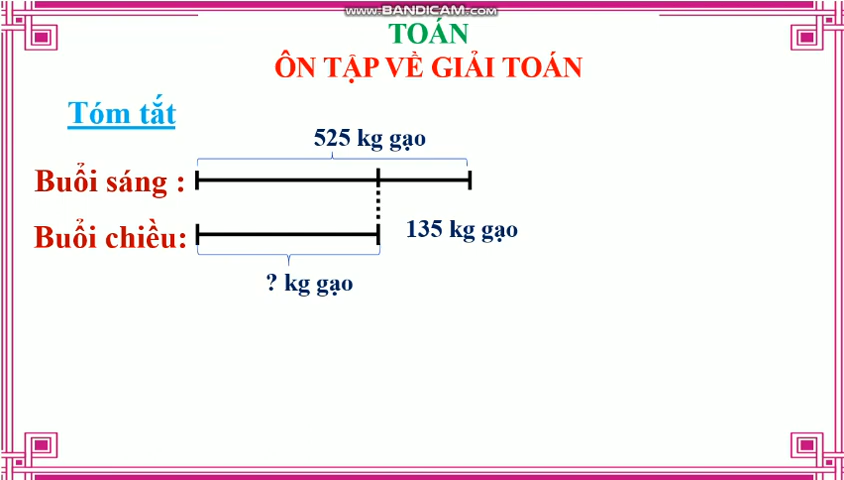 www.BANDICAM.com
TOÁN
ÔN TẬP VỀ GIẢI TOÁN
Tóm tắt
525 kg gạo
Buổi sáng :
Buổi chiều:
135 kg gạo
? kg gạo